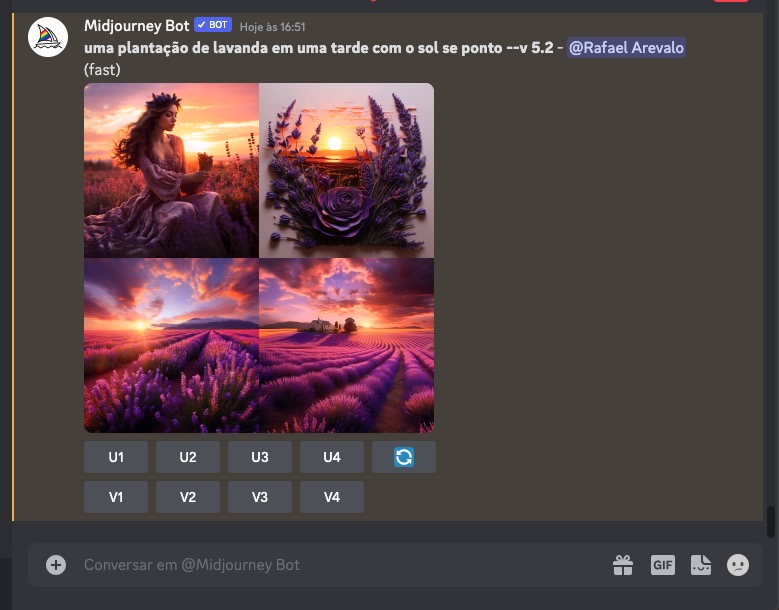 Midjourney Bot ✓ BOT Hoje às 16:51
uma plantação de lavanda em uma tarde com o sol se ponto --v 5.2 - @Rafael Arevalo
(fast)
U1 U2 U3 U4
V1 V2 V3 V4
Conversar em @Midjourney Bot GIF